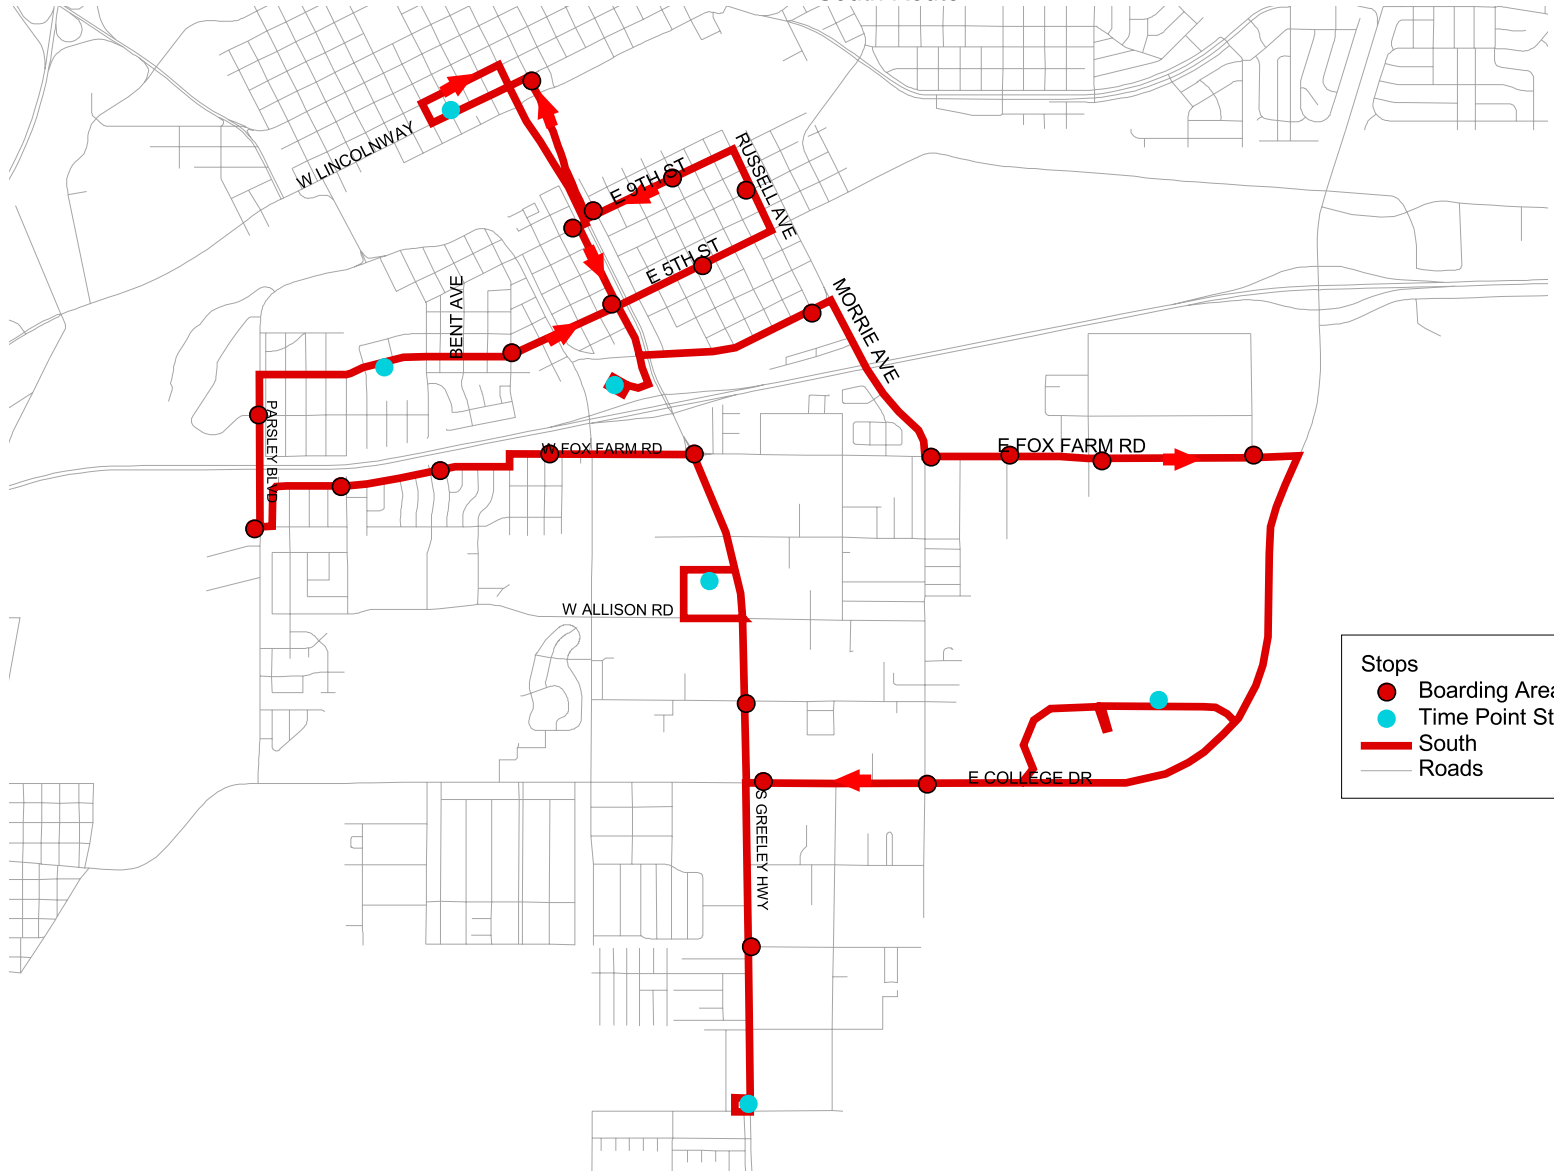 W LINCOLNWAY
E 9TH ST
RUSSELL AVE
E 5TH ST
BENT AVE
MORRIE AVE
PARSLEY BLVD
W FOX FARM RD
E FOX FARM RD
W ALLISON RD
E COLLEGE DR
S GREELEY HWY
Stops
Boarding Area
Time Point St
South
Roads